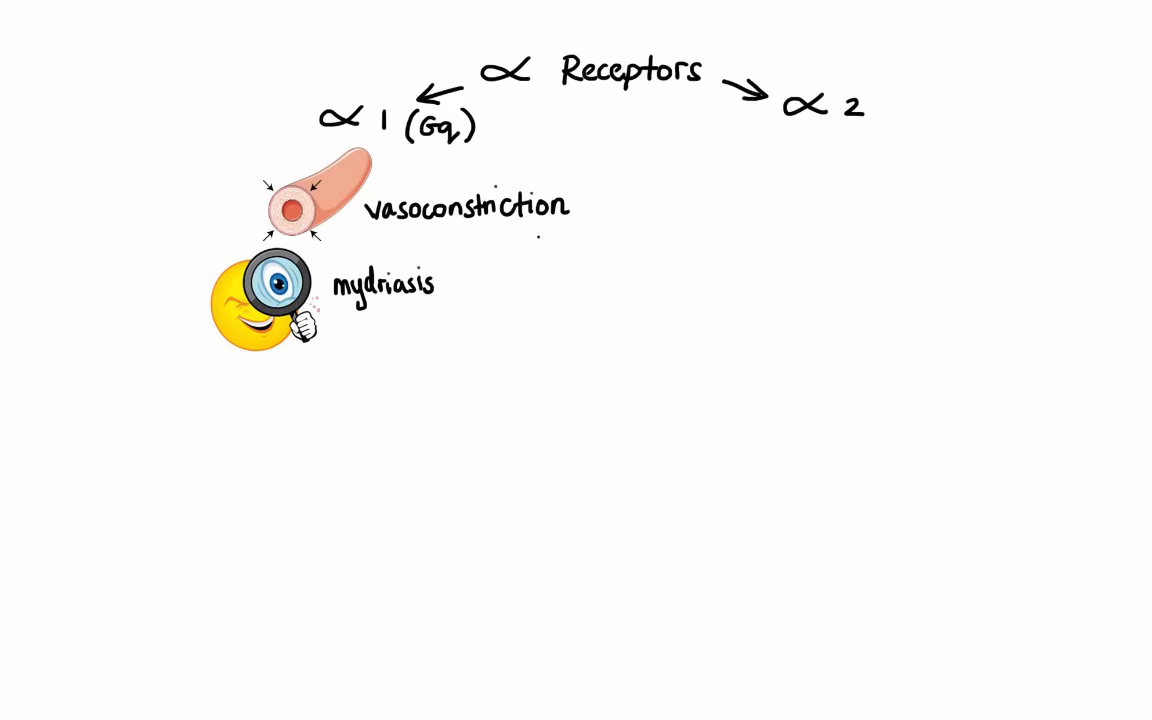 ∝ Receptors
∝ 1 (Gq)
∝ 2
vasoconstriction
mydriasis